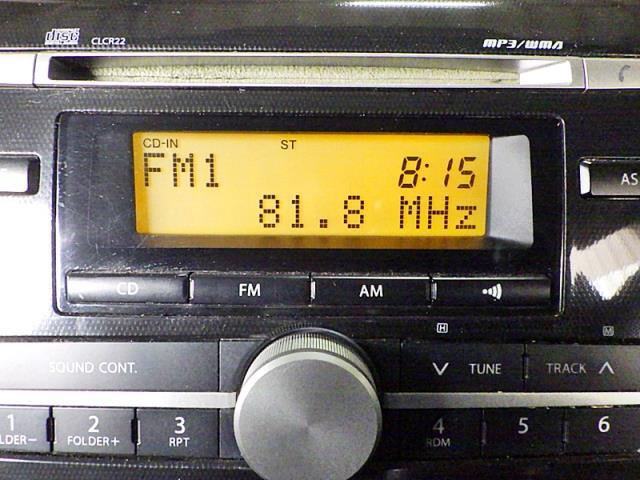 disc CLCR22 MP3/WMA
CD-IN ST
FM1 8:15
81.8 MHz
AS
CD FM AM
H M
SOUND CONT. TUNE TRACK
1 2 3 4 5 6
LDER– FOLDER+ RPT RDM